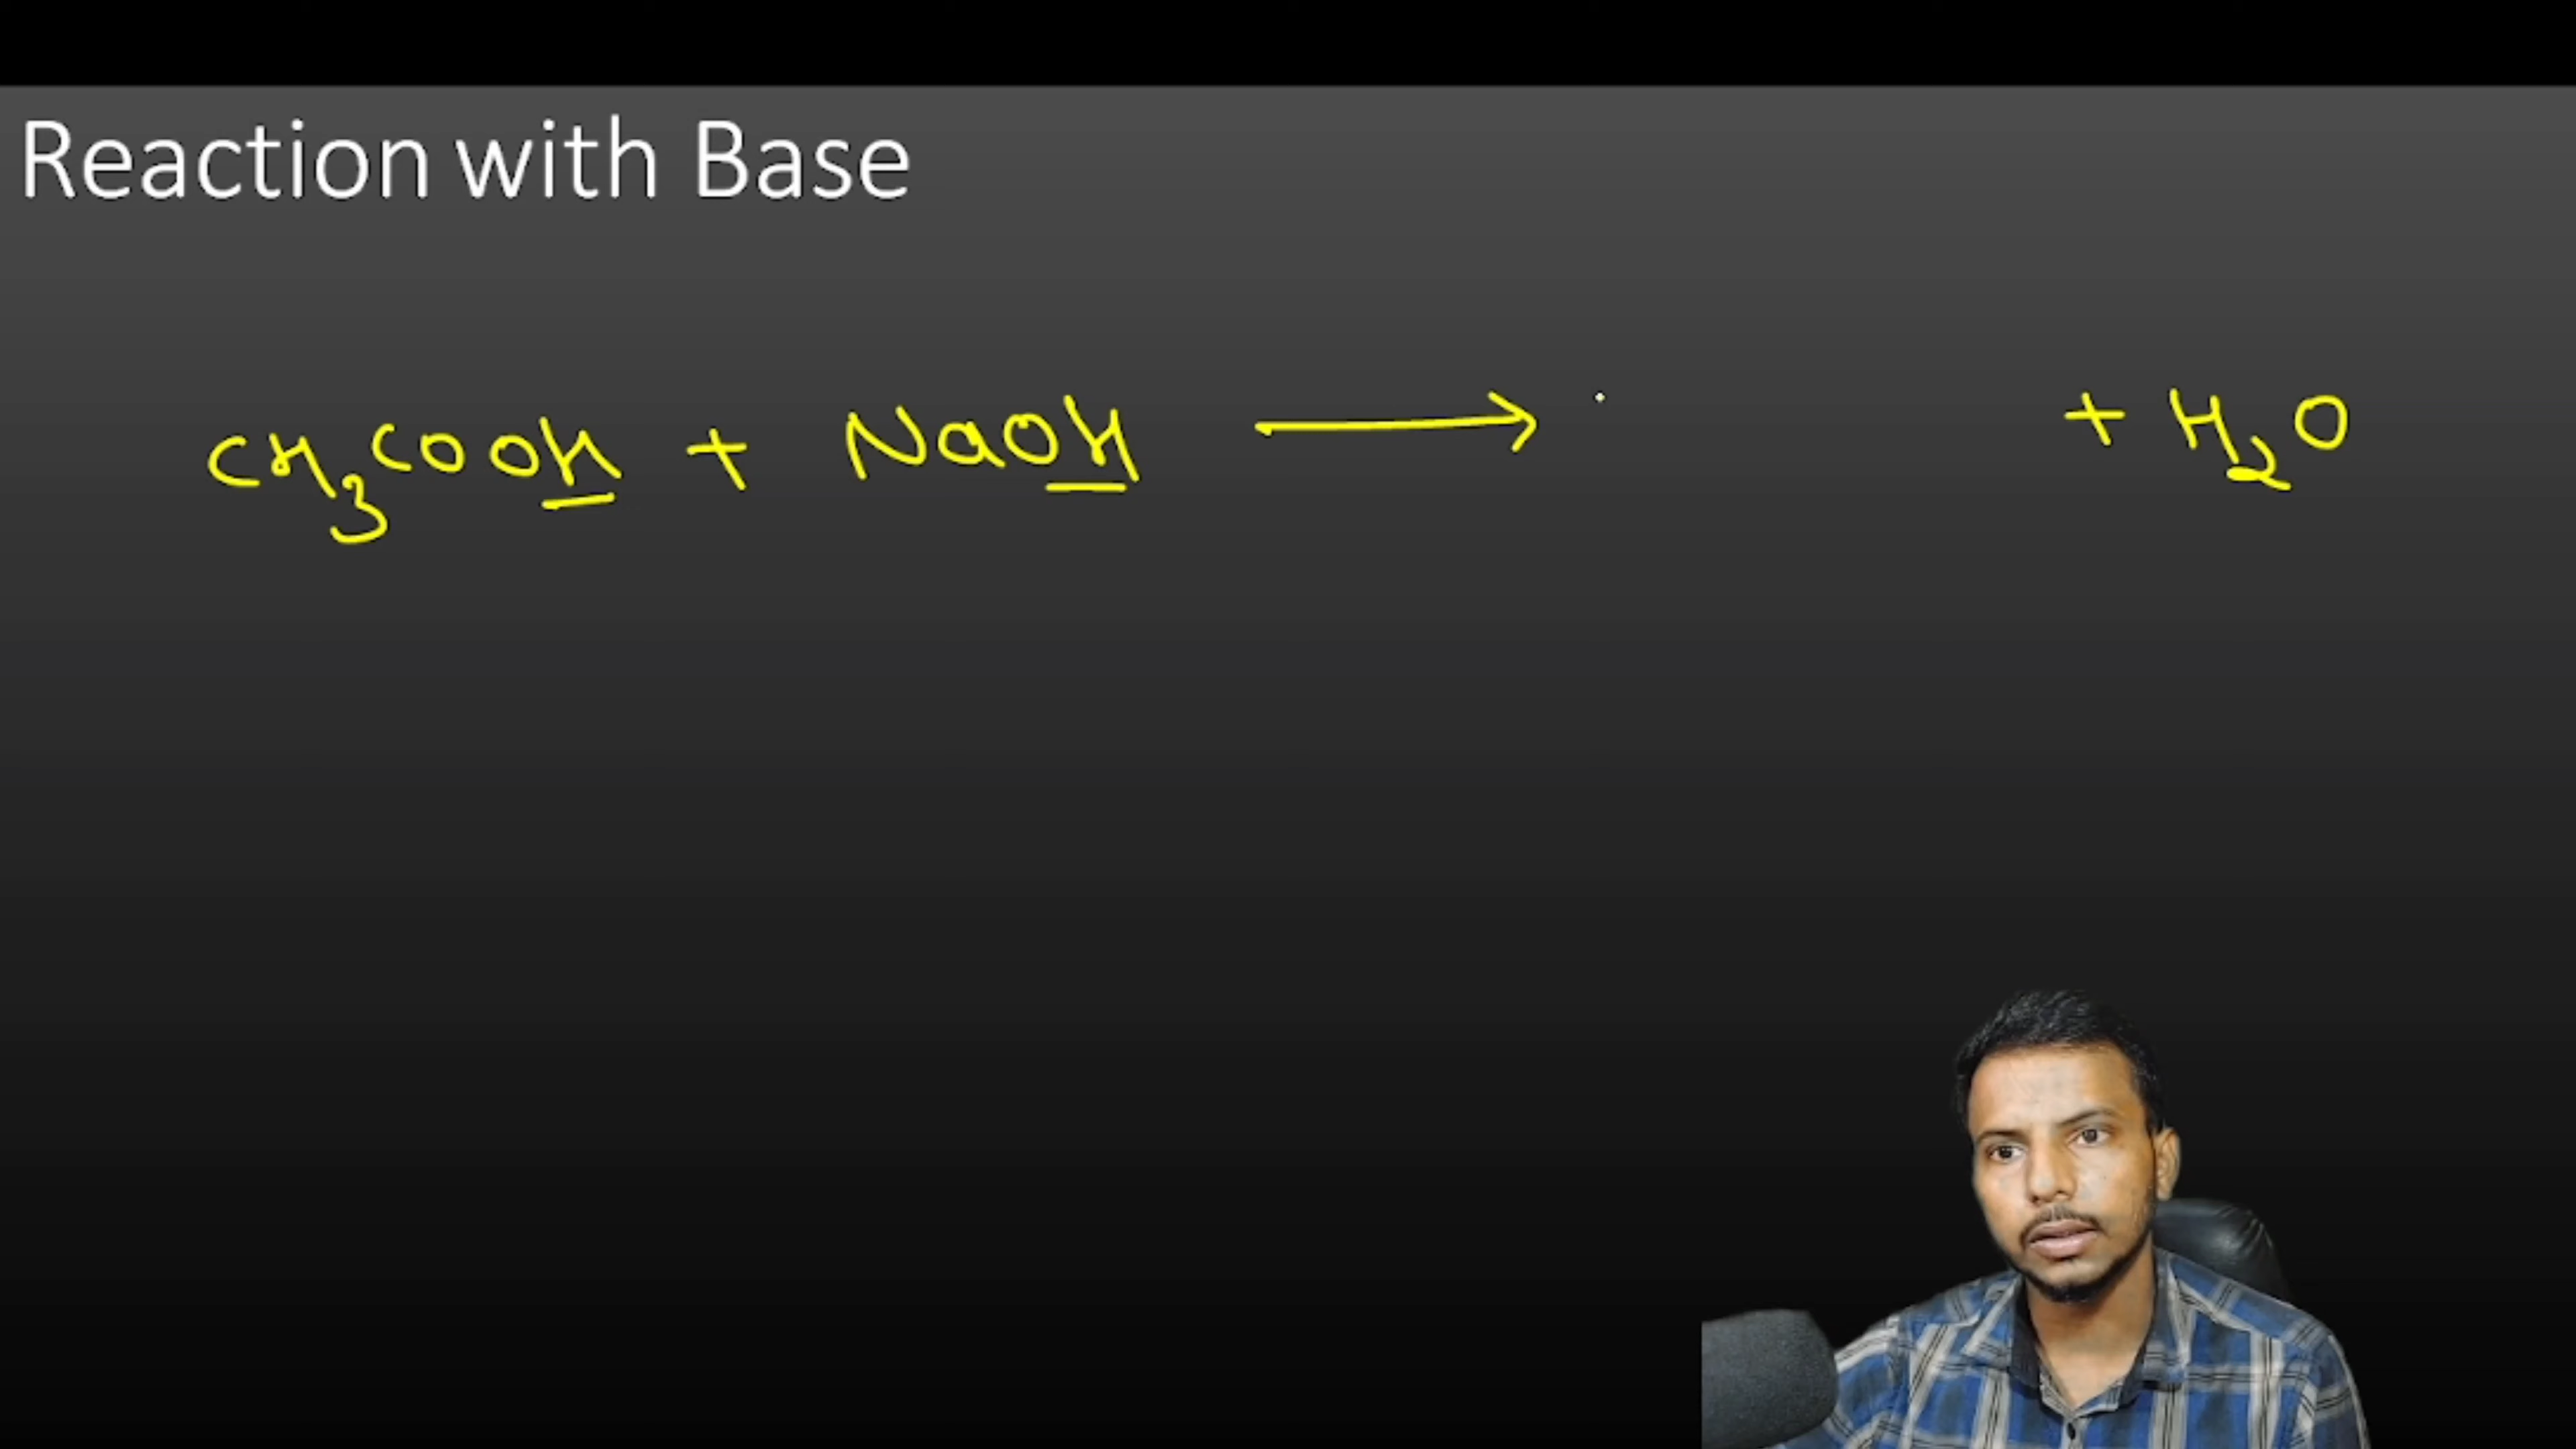 Reaction with Base
CH₃COOH + NaOH ⟶ + H₂O